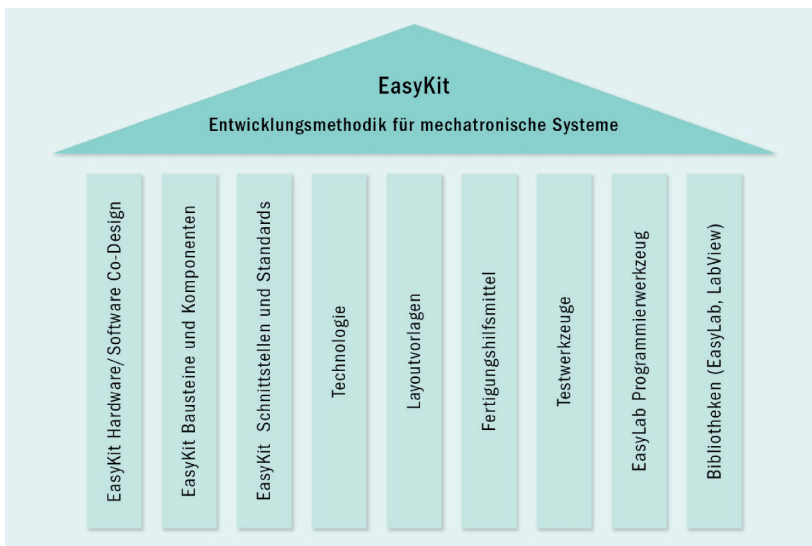 EasyKit
Entwicklungsmethodik für mechatronische Systeme
EasyKit Hardware/Software Co-Design
EasyKit Bausteine und Komponenten
EasyKit Schnittstellen und Standards
Technologie
Layoutvorlagen
Fertigungshilfsmittel
Testwerkzeuge
EasyLab Programmierwerkzeug
Bibliotheken (EasyLab, LabView)